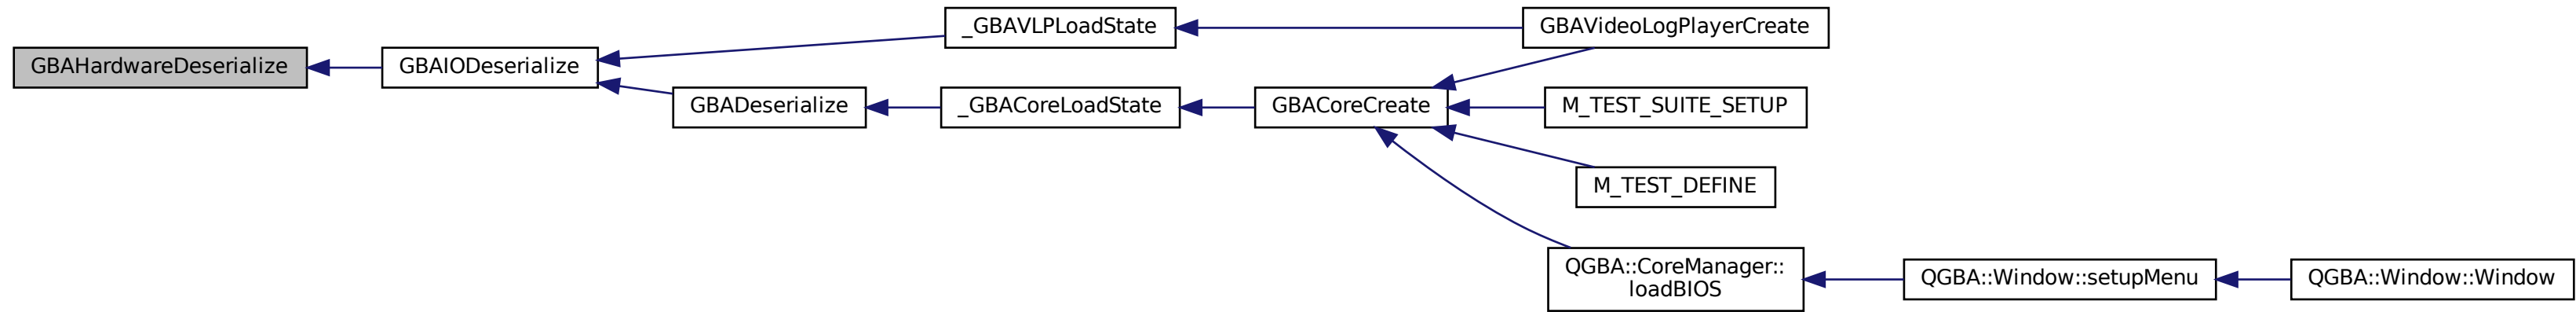 GBAHardwareDeserialize
GBAIODeserialize
_GBAVLPLoadState
GBAVideoLogPlayerCreate
GBADeserialize
_GBACoreLoadState
GBACoreCreate
M_TEST_SUITE_SETUP
M_TEST_DEFINE
QGBA::CoreManager::
loadBIOS
QGBA::Window::setupMenu
QGBA::Window::Window